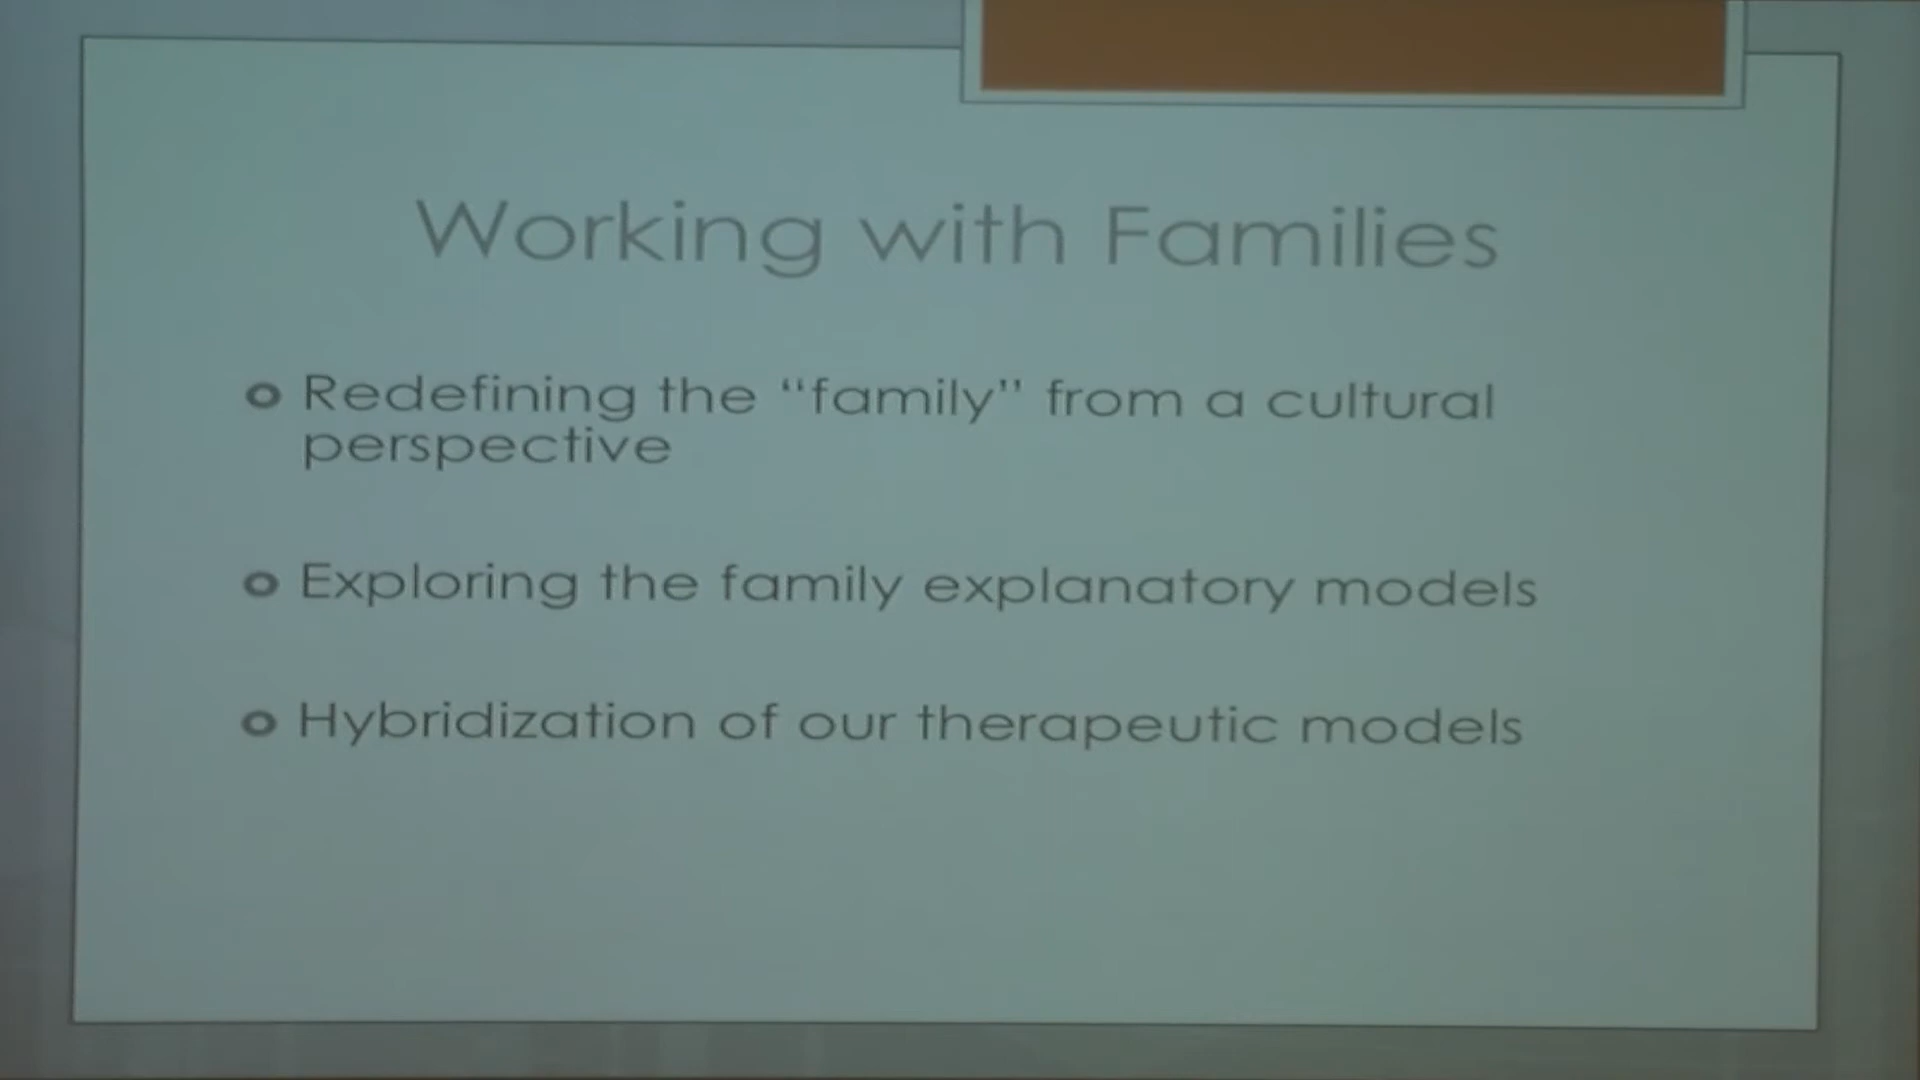 Working with Families
Redefining the “family” from a cultural
perspective
Exploring the family explanatory models
Hybridization of our therapeutic models